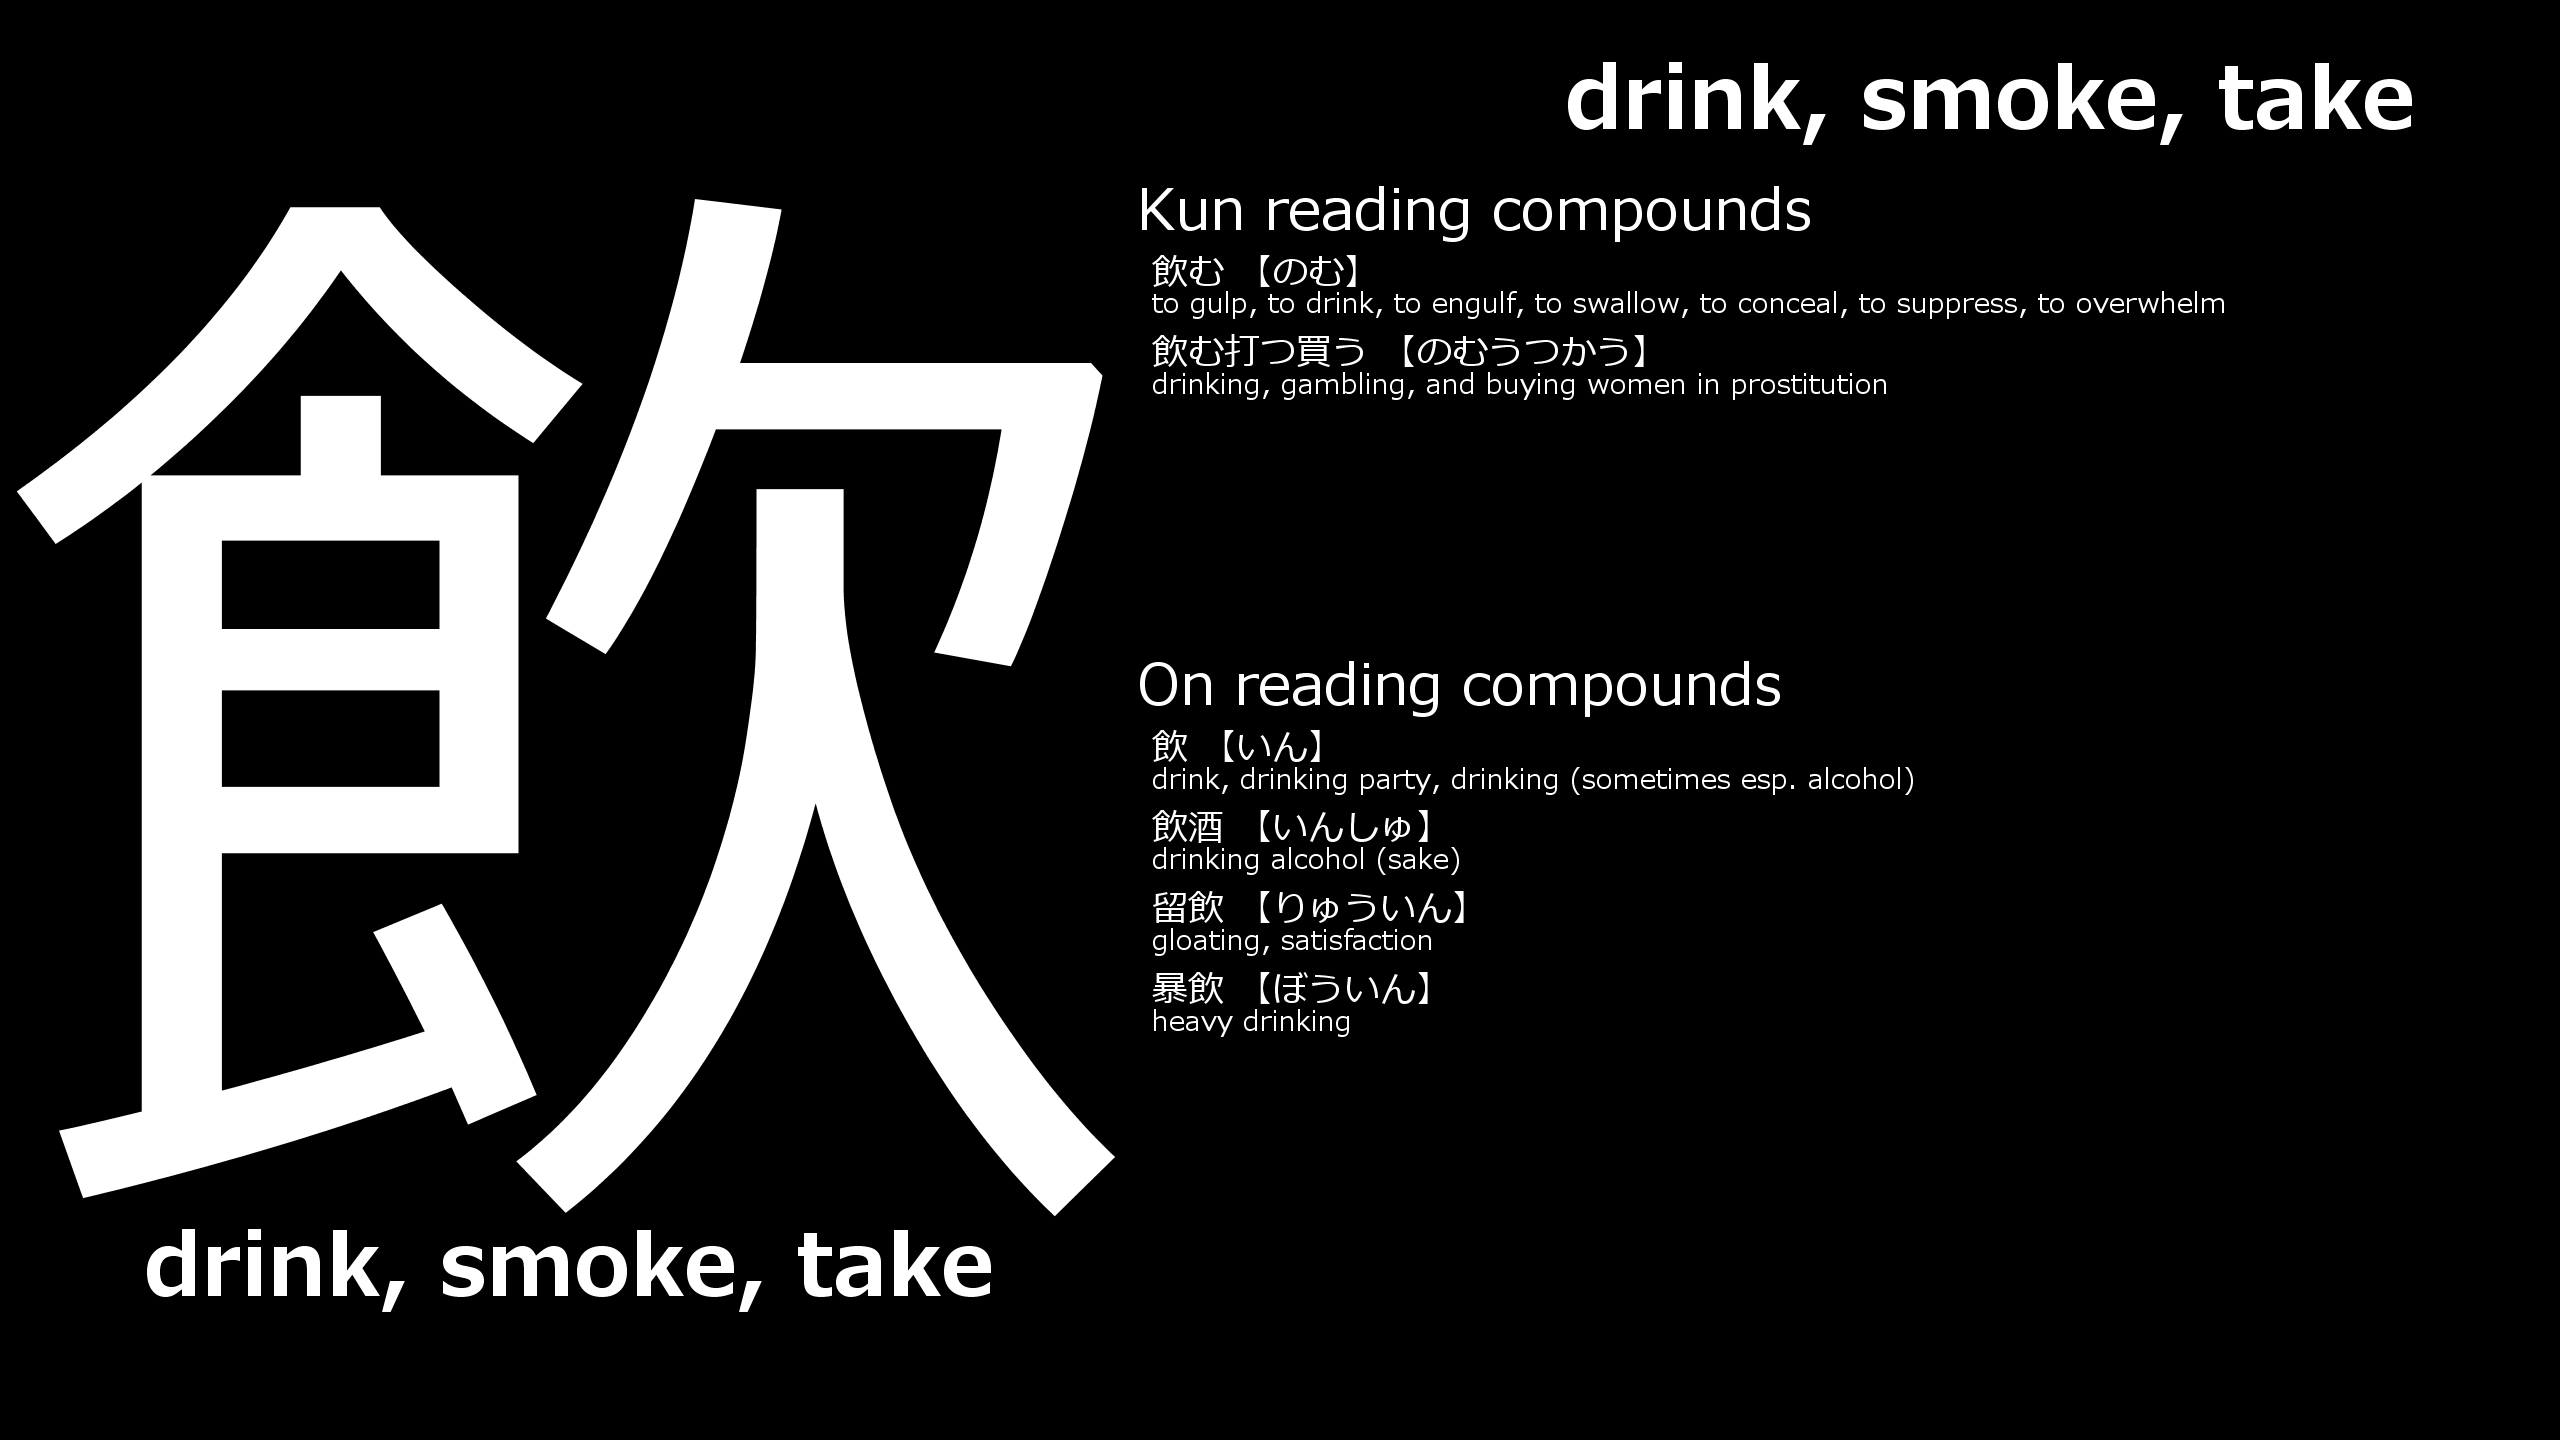 drink, smoke, take
飲
drink, smoke, take
Kun reading compounds
飲む 【のむ】
to gulp, to drink, to engulf, to swallow, to conceal, to suppress, to overwhelm
飲む打つ買う 【のむうつかう】
drinking, gambling, and buying women in prostitution
On reading compounds
飲 【いん】
drink, drinking party, drinking (sometimes esp. alcohol)
飲酒 【いんしゅ】
drinking alcohol (sake)
留飲 【りゅういん】
gloating, satisfaction
暴飲 【ぼういん】
heavy drinking